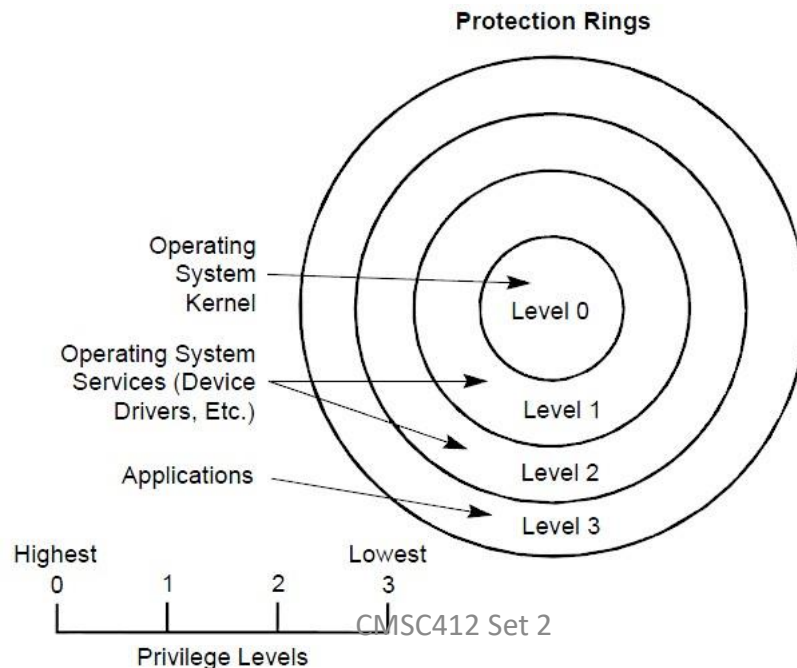 Protection Rings
Operating
System
Kernel
Level 0
Operating System
Services (Device
Drivers, Etc.)
Level 1
Level 2
Applications
Level 3
Highest
Lowest
0
1
2
3
CMSC412 Set 2
Privilege Levels